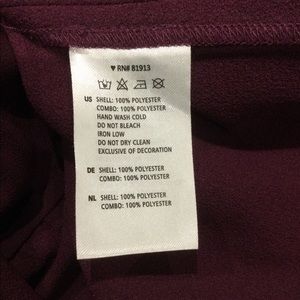 ♥ RN# 81913
US SHELL: 100% POLYESTER
COMBO: 100% POLYESTER
HAND WASH COLD
DO NOT BLEACH
IRON LOW
DO NOT DRY CLEAN
EXCLUSIVE OF DECORATION
DE SHELL: 100% POLYESTER
COMBO: 100% POLYESTER
NL SHELL: 100% POLYESTER
COMBO: 100% POLYESTER